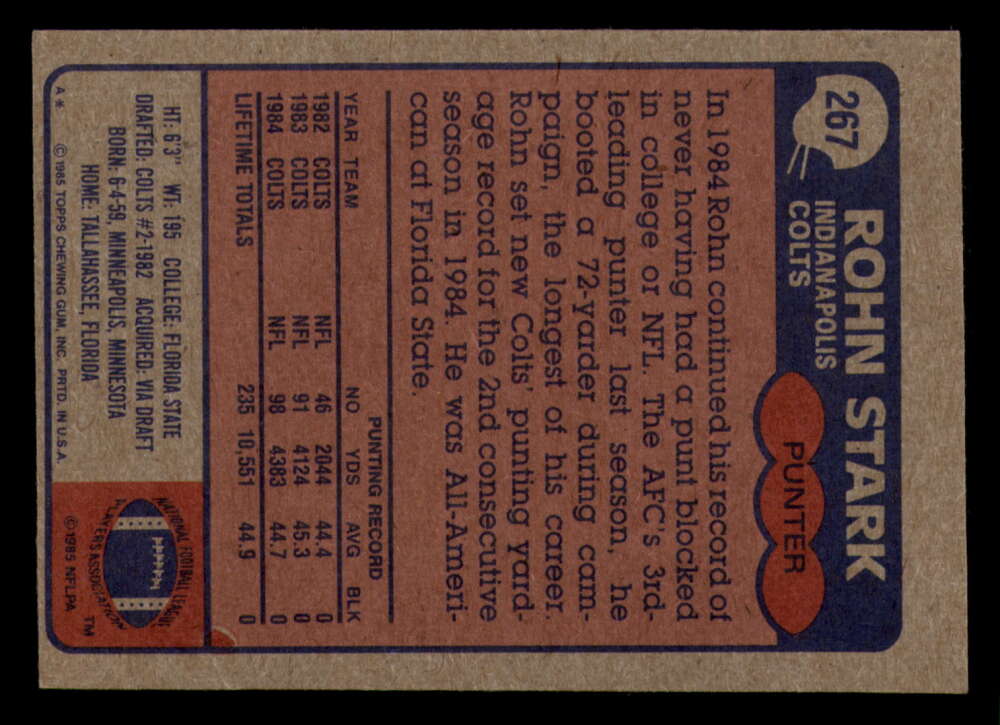 267
ROHN STARK
INDIANAPOLIS
COLTS
PUNTER
In 1984 Rohn continued his record of
never having had a punt blocked
in college or NFL. The AFC's 3rd-
leading punter last season, he
booted a 72-yarder during cam-
paign, the longest of his career.
Rohn set new Colts' punting yard-
age record for the 2nd consecutive
season in 1984. He was All-Ameri-
can at Florida State.
PUNTING RECORD
YEAR TEAM NO YDS AVG BLK
1982 COLTS NFL 46 2044 44.4 0
1983 COLTS NFL 91 4124 45.3 0
1984 COLTS NFL 98 4383 44.7 0
LIFETIME TOTALS 235 10,551 44.9 0
HT: 6'3" WT: 195 COLLEGE: FLORIDA STATE
DRAFTED: COLTS #2-1982 ACQUIRED: VIA DRAFT
BORN: 6-4-59, MINNEAPOLIS, MINNESOTA
HOME: TALLAHASSEE, FLORIDA
A* © 1985 TOPPS CHEWING GUM, INC. PRTD. IN U.S.A.
NATIONAL FOOTBALL LEAGUE
PLAYERS ASSOCIATION
TM
© 1985 NFLPA